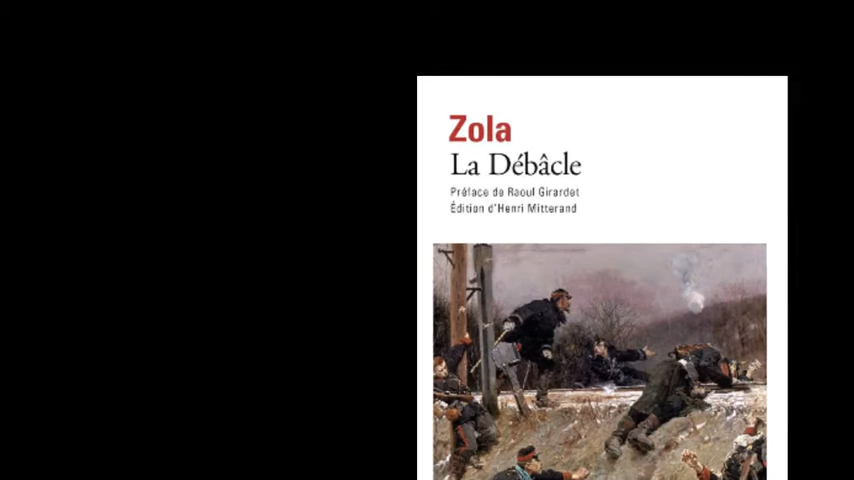 Zola
La Débâcle
Préface de Raoul Girardet
Édition d'Henri Mitterand